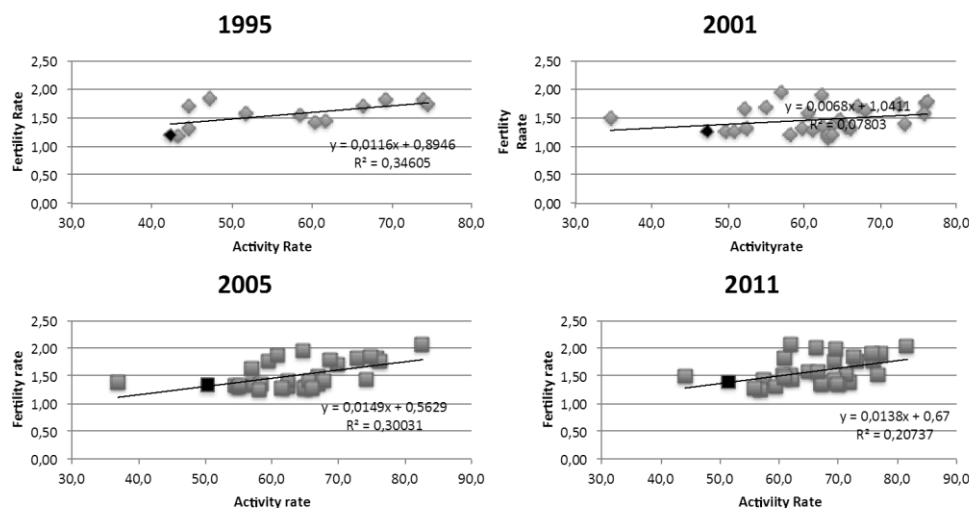 1995
2,50
2,00
1,50
1,00
0,50
0,00
Fertility Rate
y = 0,0116x + 0,8946
R² = 0,34605
30,0 40,0 50,0 60,0 70,0 80,0
Activity Rate
2001
2,50
2,00
1,50
1,00
0,50
0,00
Fertiity
Raate
y = 0,0068x + 1,0411
R² = 0,07803
30,0 40,0 50,0 60,0 70,0 80,0
Activityrate
2005
2,50
2,00
1,50
1,00
0,50
0,00
Fertility rate
y = 0,0149x + 0,5629
R² = 0,30031
30,0 40,0 50,0 60,0 70,0 80,0 90,0
Activity rate
2011
2,50
2,00
1,50
1,00
0,50
0,00
Fertility rate
y = 0,0138x + 0,67
R² = 0,20737
30,0 40,0 50,0 60,0 70,0 80,0 90,0
Activiity Rate